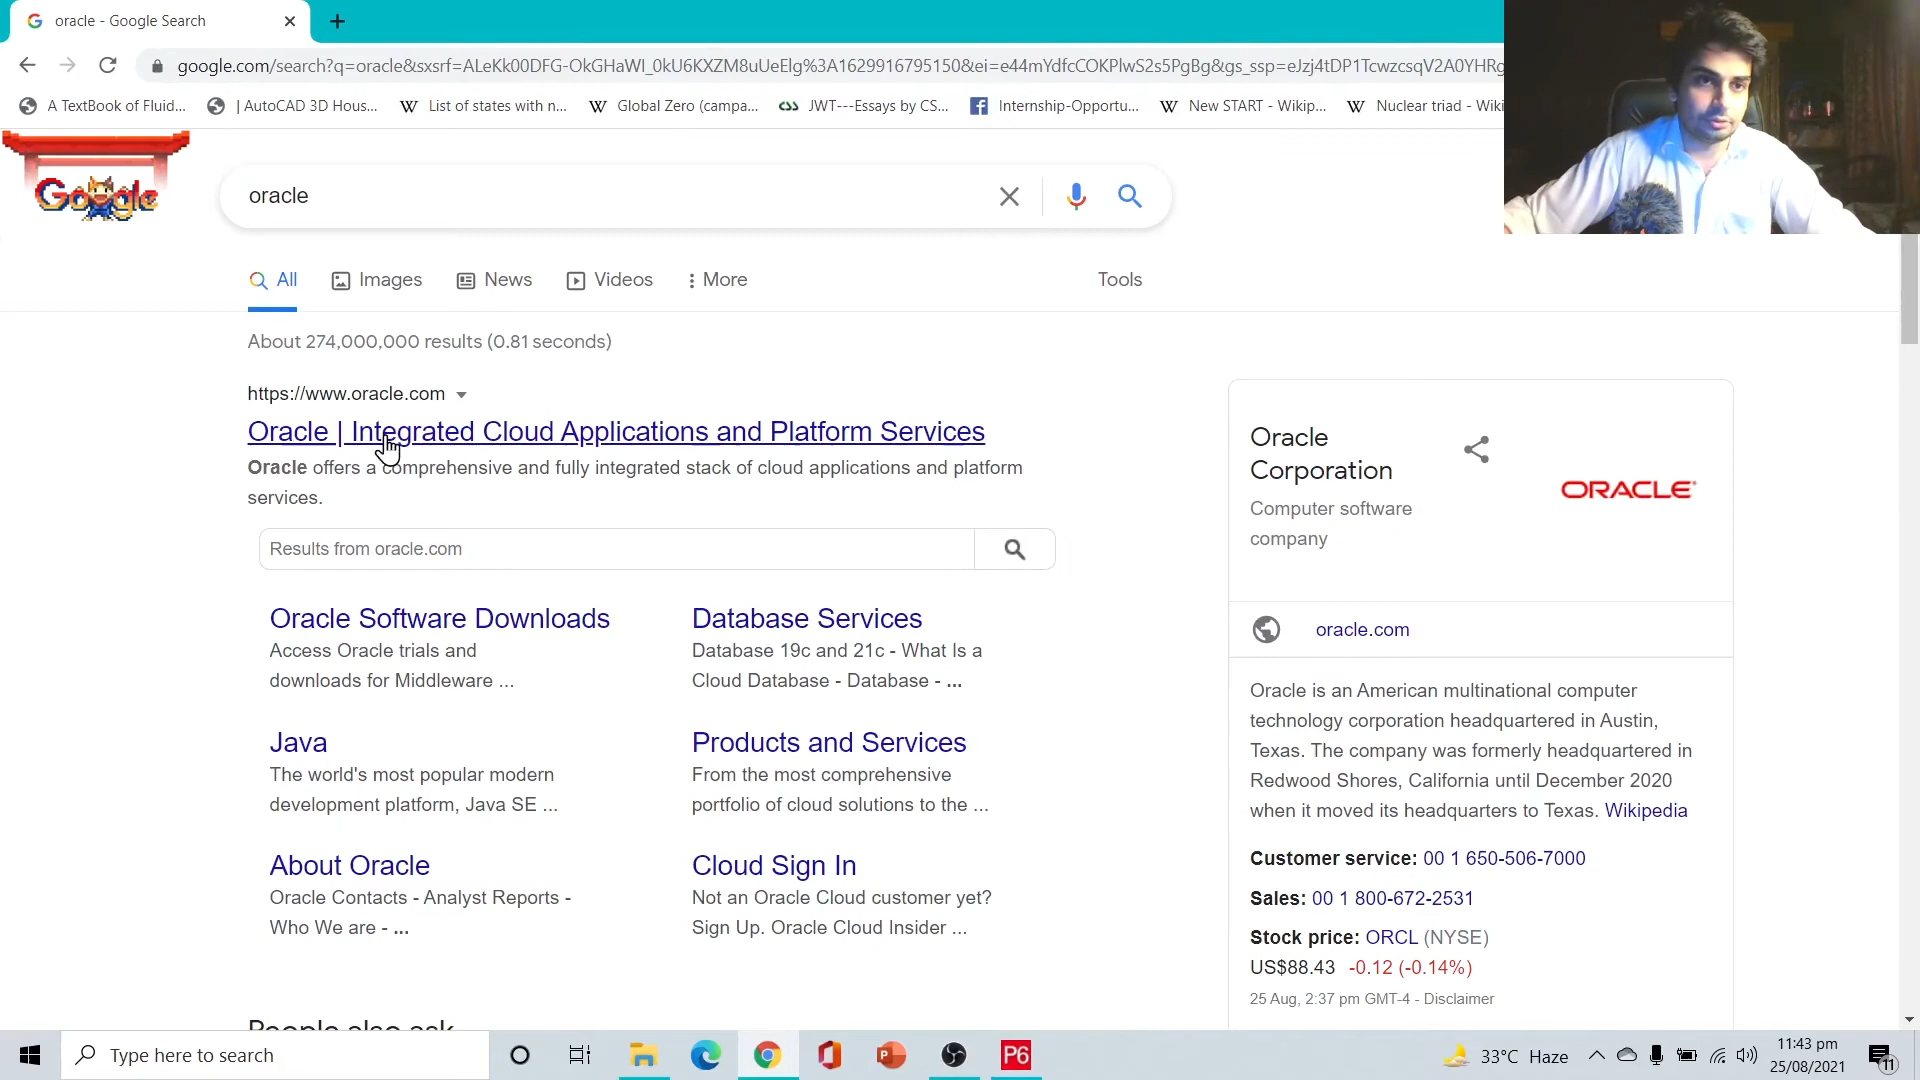 oracle - Google Search
google.com/search?q=oracle&sxsrf=ALeKk00DFG-OkGHaWI_0kU6KXZM8uUeElg%3A1629916795150&ei=e44mYdfcCOKPlwS2s5PgBg&gs_ssp=eJzj4tDP1TcwzcsqV2A0YHRg
A TextBook of Fluid...
| AutoCAD 3D Hous...
List of states with n...
Global Zero (campa...
JWT---Essays by CS...
Internship-Opportu...
New START - Wikip...
Nuclear triad - Wiki
Google
oracle
All
Images
News
Videos
More
Tools
About 274,000,000 results (0.81 seconds)
https://www.oracle.com
Oracle | Integrated Cloud Applications and Platform Services
Oracle offers a comprehensive and fully integrated stack of cloud applications and platform
services.
Results from oracle.com
Oracle Software Downloads
Access Oracle trials and
downloads for Middleware ...
Database Services
Database 19c and 21c - What Is a
Cloud Database - Database - ...
Java
The world's most popular modern
development platform, Java SE ...
Products and Services
From the most comprehensive
portfolio of cloud solutions to the ...
About Oracle
Oracle Contacts - Analyst Reports -
Who We are - ...
Cloud Sign In
Not an Oracle Cloud customer yet?
Sign Up. Oracle Cloud Insider ...
People also ask
Oracle
Corporation
Computer software
company
ORACLE
oracle.com
Oracle is an American multinational computer
technology corporation headquartered in Austin,
Texas. The company was formerly headquartered in
Redwood Shores, California until December 2020
when it moved its headquarters to Texas. Wikipedia
Customer service: 00 1 650-506-7000
Sales: 00 1 800-672-2531
Stock price: ORCL (NYSE)
US$88.43 -0.12 (-0.14%)
25 Aug, 2:37 pm GMT-4 - Disclaimer
Type here to search
P6
33°C Haze
11:43 pm
25/08/2021
11